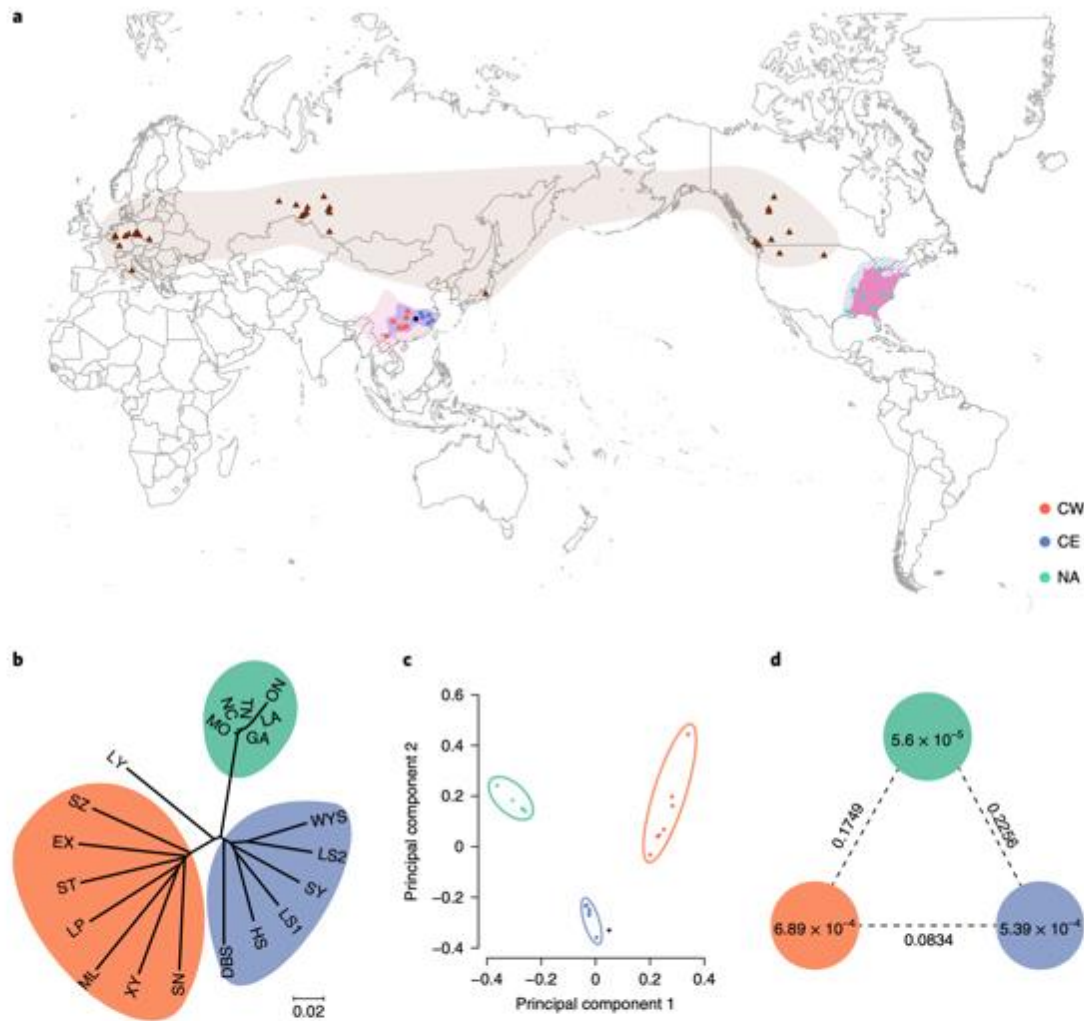 a
CW
CE
NA
b
NO
TN
NC
LA
MO
GA
LY
SZ
EX
ST
LP
ML
XY
SN
WYS
LS2
SY
LS1
HS
DBS
0.02
c
Principal component 2
0.6
0.4
0.2
0
−0.2
−0.4
−0.4 −0.2 0 0.2 0.4
Principal component 1
d
5.6 × 10⁻⁵
0.1749
0.2256
6.89 × 10⁻⁴
5.39 × 10⁻⁴
0.0834